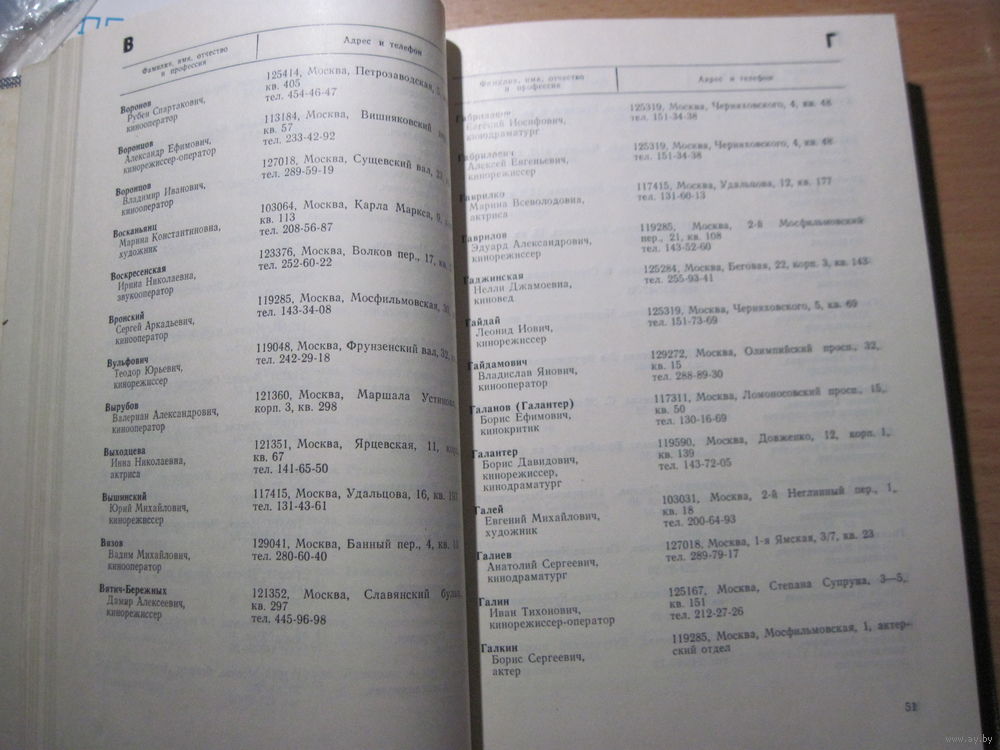 В
Фамилия, имя, отчество
и профессия
Адрес и телефон
Воронов
Рубен Спартакович,
кинооператор
125414, Москва, Петрозаводская,
кв. 405
тел. 454-46-47
Воронцов
Александр Ефимович,
кинорежиссер-оператор
113184, Москва, Вишняковский
кв. 57
тел. 233-42-92
Воронцов
Владимир Иванович,
кинооператор
127018, Москва, Сущевский вал,
тел. 289-59-19
Восканьянц
Марина Константиновна,
художник
103064, Москва, Карла Маркса,
кв. 113
тел. 208-56-87
Воскресенская
Ирина Николаевна,
звукооператор
123376, Москва, Волков пер., 17,
тел. 252-60-22
Вронский
Сергей Аркадьевич,
кинооператор
119285, Москва, Мосфильмовская,
тел. 143-34-08
Вульфович
Теодор Юрьевич,
кинорежиссер
119048, Москва, Фрунзенский вал, 32,
тел. 242-29-18
Вырубов
Валериан Александрович,
кинооператор
121360, Москва, Маршала
корп. 3, кв. 298
Выходцева
Инна Николаевна,
актриса
121351, Москва, Ярцевская, 11,
кв. 67
тел. 141-65-50
Вышинский
Юрий Михайлович,
кинорежиссер
117415, Москва, Удальцова, 16, кв.
тел. 131-43-61
Вязов
Вадим Михайлович,
кинооператор
129041, Москва, Банный пер., 4, кв.
тел. 280-60-40
Вятич-Бережных
Дамир Алексеевич,
кинорежиссер
121352, Москва, Славянский
кв. 297
тел. 445-96-98
Г
Фамилия, имя, отчество
и профессия
Адрес и телефон
Габрилович
Евгений Иосифович,
кинодраматург
125319, Москва, Черняховского, 4, кв. 48
тел. 151-34-38
Габрилович
Алексей Евгеньевич,
кинорежиссер
125319, Москва, Черняховского, 4, кв. 48
тел. 151-34-38
Гаврилко
Марина Всеволодовна,
актриса
117415, Москва, Удальцова, 12, кв. 177
тел. 131-60-13
Гаврилов
Эдуард Александрович,
кинорежиссер
119285, Москва, 2-й Мосфильмовский
пер., 21, кв. 108
тел. 143-52-60
Гаджинская
Нелли Джамоевна,
киновед
125284, Москва, Беговая, 22, корп. 3, кв. 143
тел. 255-93-41
Гайдай
Леонид Иович,
кинорежиссер
125319, Москва, Черняховского, 5, кв. 69
тел. 151-73-69
Гайдамович
Владислав Янович,
кинооператор
129272, Москва, Олимпийский просп., 32,
кв. 15
тел. 288-89-30
Галанов (Галантер)
Борис Ефимович,
кинокритик
117311, Москва, Ломоносовский просп., 15,
кв. 50
тел. 130-16-69
Галантер
Борис Давидович,
кинорежиссер,
кинодраматург
119590, Москва, Довженко, 12, корп. 1,
кв. 139
тел. 143-72-05
Галей
Евгений Михайлович,
художник
103031, Москва, 2-й Неглинный пер., 1,
кв. 18
тел. 200-64-93
Галиев
Анатолий Сергеевич,
кинодраматург
127018, Москва, 1-я Ямская, 3/7, кв. 23
тел. 289-79-17
Галин
Иван Тихонович,
кинорежиссер-оператор
125167, Москва, Степана Супруна, 3—5,
кв. 151
тел. 212-27-26
Галкин
Борис Сергеевич,
актер
119285, Москва, Мосфильмовская, 1, актер-
ский отдел
51
www.ay.by